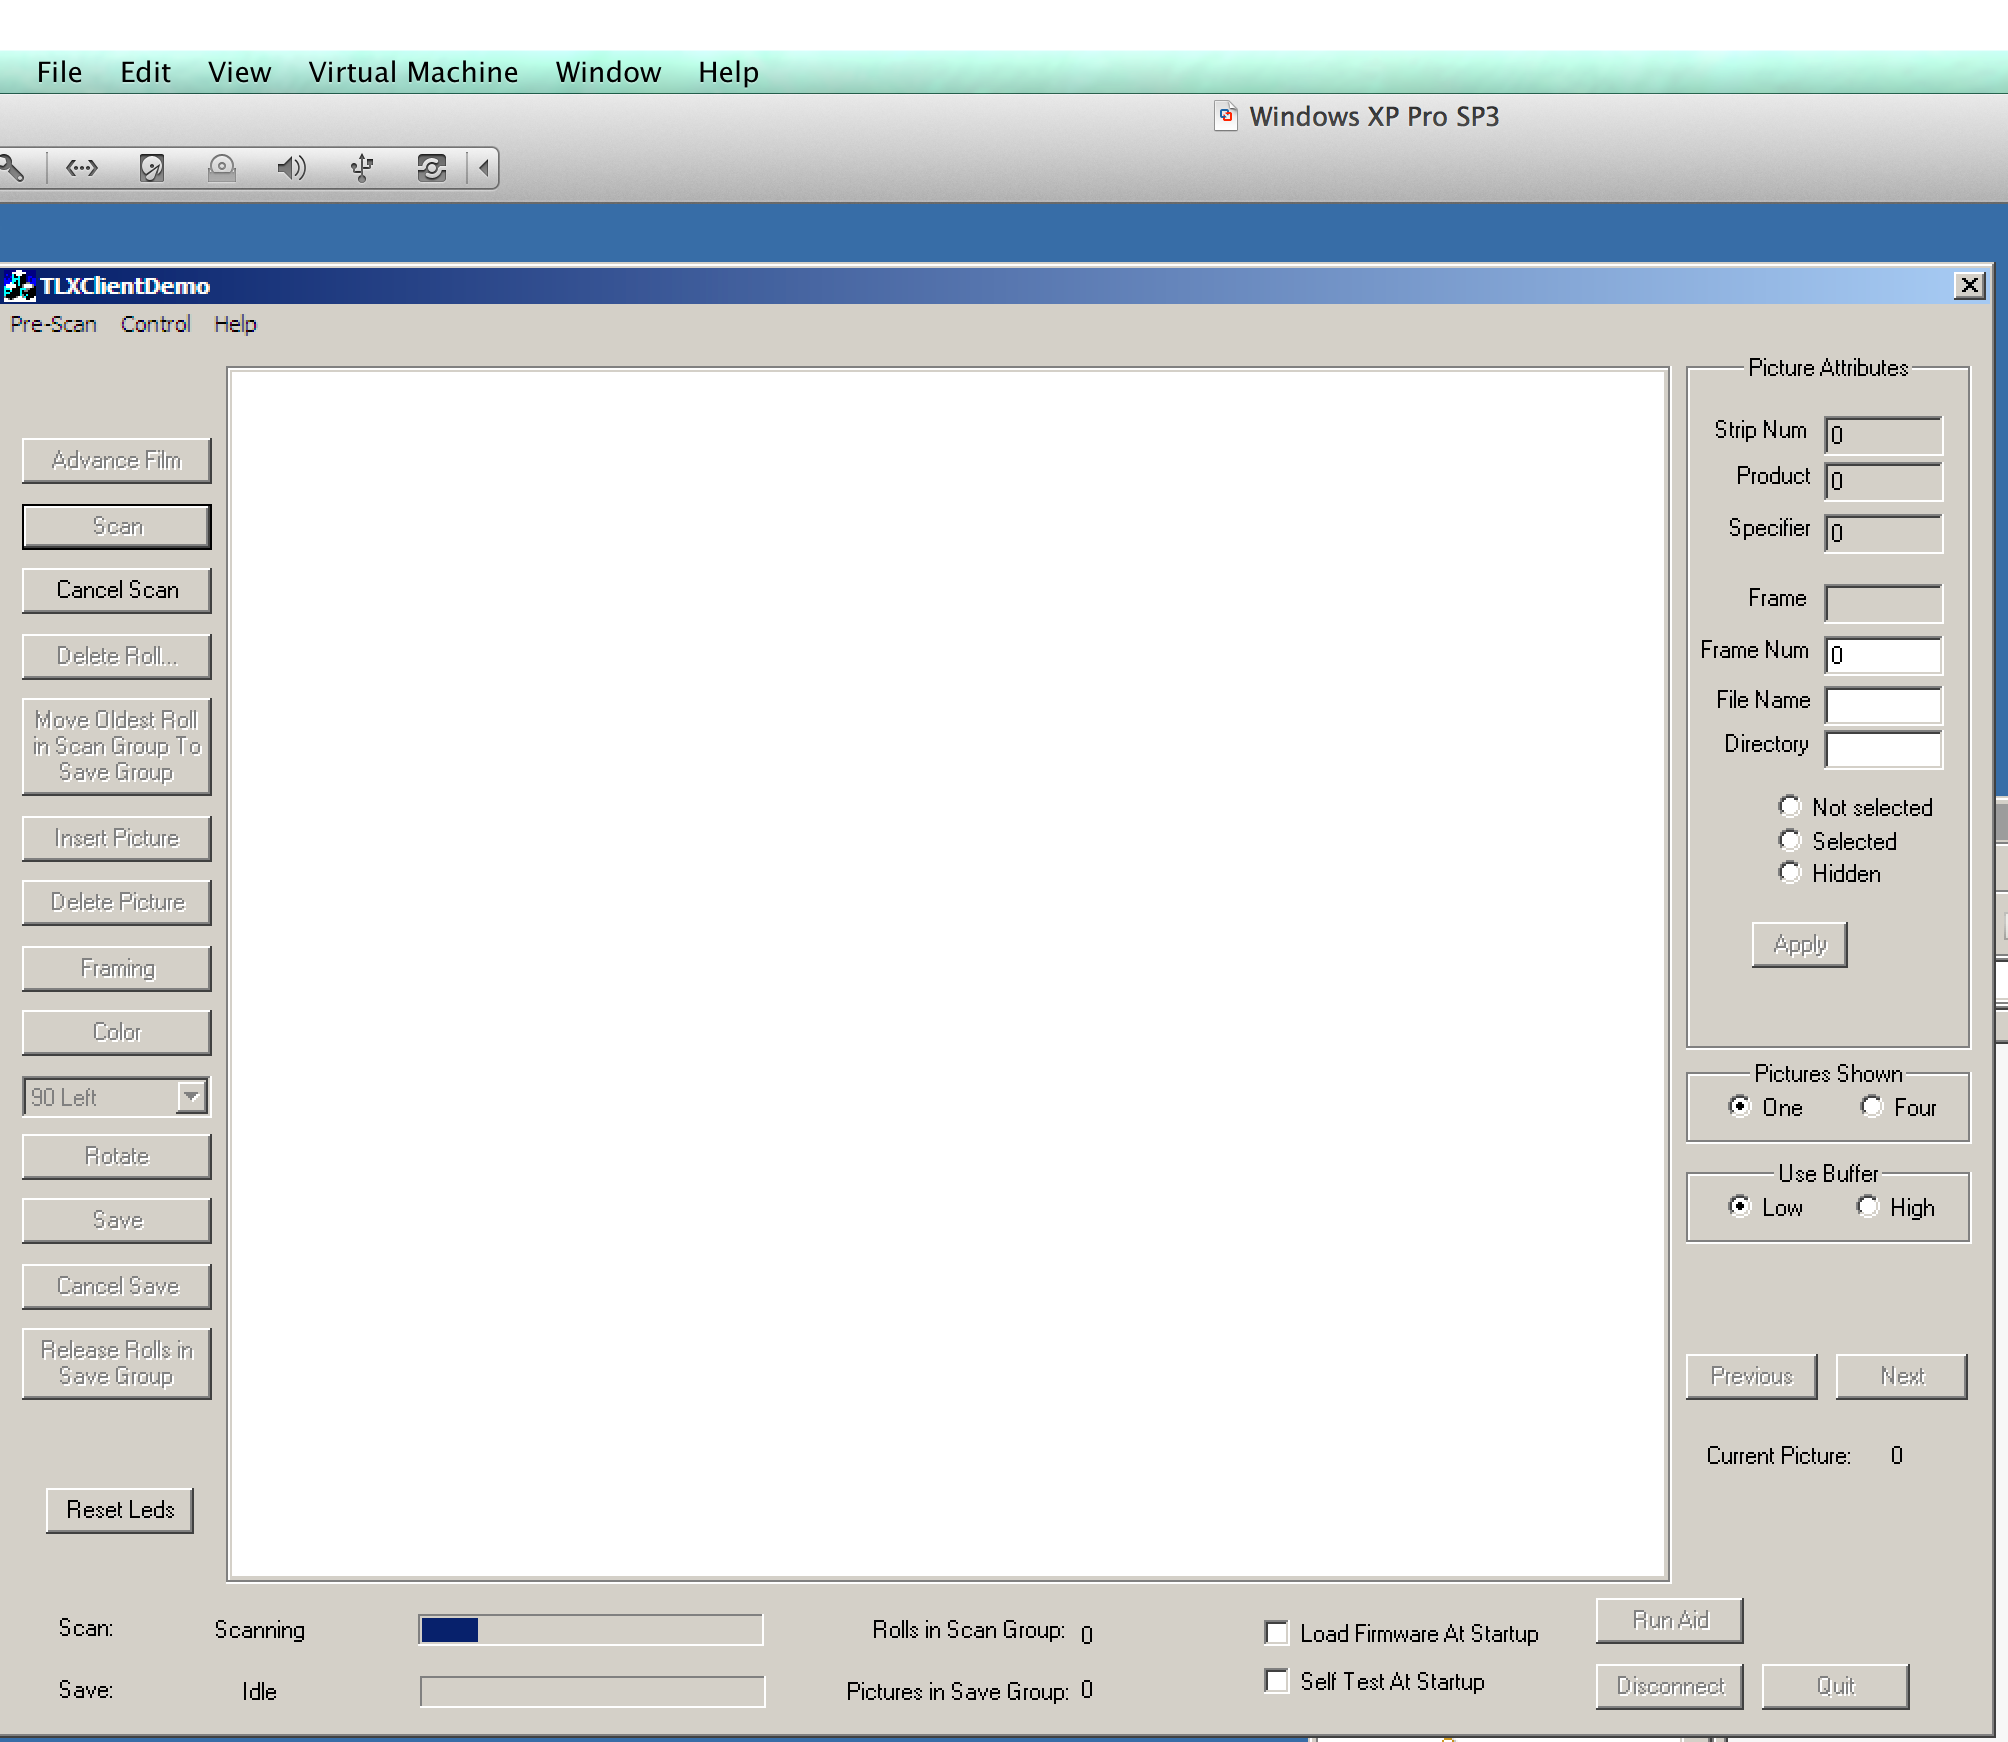 File Edit View Virtual Machine Window Help
Windows XP Pro SP3
TLXClientDemo
Pre-Scan Control Help
Advance Film
Scan
Cancel Scan
Delete Roll...
Move Oldest Roll
in Scan Group To
Save Group
Insert Picture
Delete Picture
Framing
Color
90 Left
Rotate
Save
Cancel Save
Release Rolls in
Save Group
Reset Leds
Picture Attributes
Strip Num 0
Product 0
Specifier 0
Frame
Frame Num 0
File Name
Directory
Not selected
Selected
Hidden
Apply
Pictures Shown
One Four
Use Buffer
Low High
Previous Next
Current Picture: 0
Scan: Scanning Rolls in Scan Group: 0 Load Firmware At Startup Run Aid
Save: Idle Pictures in Save Group: 0 Self Test At Startup Disconnect Quit